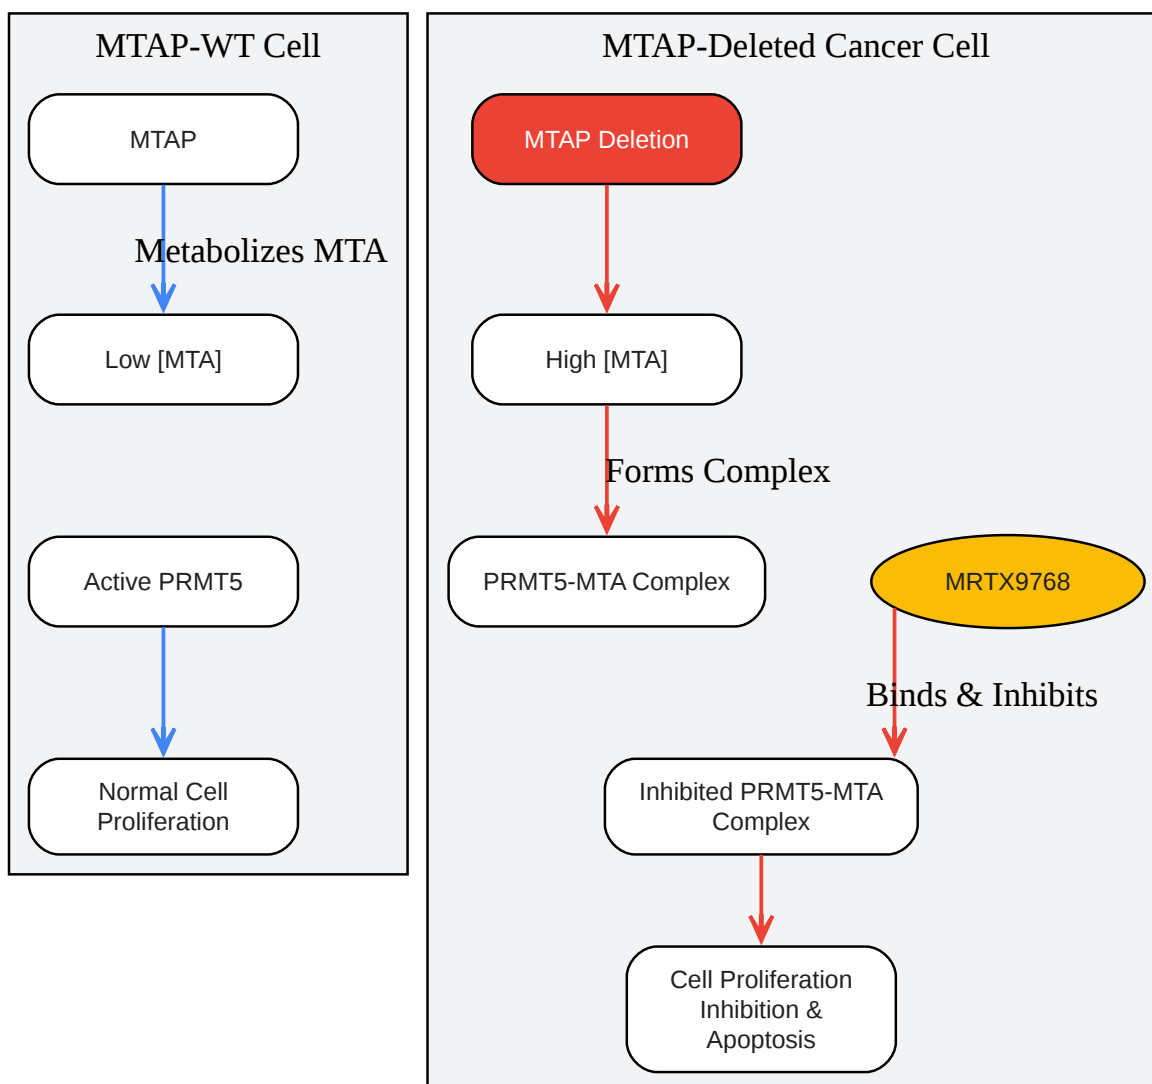 MTAP-WT Cell
MTAP
Metabolizes MTA
Low [MTA]
Active PRMT5
Normal Cell
Proliferation
MTAP-Deleted Cancer Cell
MTAP Deletion
High [MTA]
Forms Complex
PRMT5-MTA Complex
MRTX9768
Binds & Inhibits
Inhibited PRMT5-MTA
Complex
Cell Proliferation
Inhibition &
Apoptosis